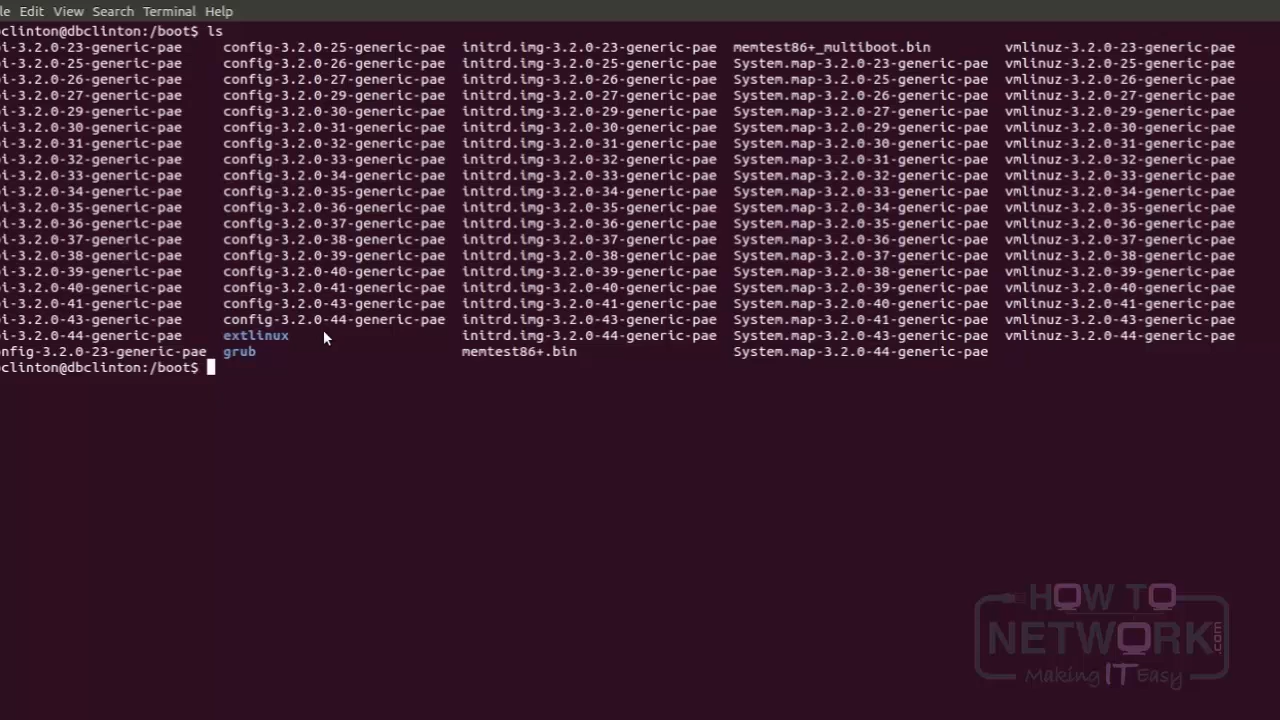 le Edit View Search Terminal Help
clinton@dbclinton:/boot$ ls
i-3.2.0-23-generic-pae config-3.2.0-25-generic-pae initrd.img-3.2.0-23-generic-pae memtest86+_multiboot.bin vmlinuz-3.2.0-23-generic-pae
i-3.2.0-25-generic-pae config-3.2.0-26-generic-pae initrd.img-3.2.0-25-generic-pae System.map-3.2.0-23-generic-pae vmlinuz-3.2.0-25-generic-pae
i-3.2.0-26-generic-pae config-3.2.0-27-generic-pae initrd.img-3.2.0-26-generic-pae System.map-3.2.0-25-generic-pae vmlinuz-3.2.0-26-generic-pae
i-3.2.0-27-generic-pae config-3.2.0-29-generic-pae initrd.img-3.2.0-27-generic-pae System.map-3.2.0-26-generic-pae vmlinuz-3.2.0-27-generic-pae
i-3.2.0-29-generic-pae config-3.2.0-30-generic-pae initrd.img-3.2.0-29-generic-pae System.map-3.2.0-27-generic-pae vmlinuz-3.2.0-29-generic-pae
i-3.2.0-30-generic-pae config-3.2.0-31-generic-pae initrd.img-3.2.0-30-generic-pae System.map-3.2.0-29-generic-pae vmlinuz-3.2.0-30-generic-pae
i-3.2.0-31-generic-pae config-3.2.0-32-generic-pae initrd.img-3.2.0-31-generic-pae System.map-3.2.0-30-generic-pae vmlinuz-3.2.0-31-generic-pae
i-3.2.0-32-generic-pae config-3.2.0-33-generic-pae initrd.img-3.2.0-32-generic-pae System.map-3.2.0-31-generic-pae vmlinuz-3.2.0-32-generic-pae
i-3.2.0-33-generic-pae config-3.2.0-34-generic-pae initrd.img-3.2.0-33-generic-pae System.map-3.2.0-32-generic-pae vmlinuz-3.2.0-33-generic-pae
i-3.2.0-34-generic-pae config-3.2.0-35-generic-pae initrd.img-3.2.0-34-generic-pae System.map-3.2.0-33-generic-pae vmlinuz-3.2.0-34-generic-pae
i-3.2.0-35-generic-pae config-3.2.0-36-generic-pae initrd.img-3.2.0-35-generic-pae System.map-3.2.0-34-generic-pae vmlinuz-3.2.0-35-generic-pae
i-3.2.0-36-generic-pae config-3.2.0-37-generic-pae initrd.img-3.2.0-36-generic-pae System.map-3.2.0-35-generic-pae vmlinuz-3.2.0-36-generic-pae
i-3.2.0-37-generic-pae config-3.2.0-38-generic-pae initrd.img-3.2.0-37-generic-pae System.map-3.2.0-36-generic-pae vmlinuz-3.2.0-37-generic-pae
i-3.2.0-38-generic-pae config-3.2.0-39-generic-pae initrd.img-3.2.0-38-generic-pae System.map-3.2.0-37-generic-pae vmlinuz-3.2.0-38-generic-pae
i-3.2.0-39-generic-pae config-3.2.0-40-generic-pae initrd.img-3.2.0-39-generic-pae System.map-3.2.0-38-generic-pae vmlinuz-3.2.0-39-generic-pae
i-3.2.0-40-generic-pae config-3.2.0-41-generic-pae initrd.img-3.2.0-40-generic-pae System.map-3.2.0-39-generic-pae vmlinuz-3.2.0-40-generic-pae
i-3.2.0-41-generic-pae config-3.2.0-43-generic-pae initrd.img-3.2.0-41-generic-pae System.map-3.2.0-40-generic-pae vmlinuz-3.2.0-41-generic-pae
i-3.2.0-43-generic-pae config-3.2.0-44-generic-pae initrd.img-3.2.0-43-generic-pae System.map-3.2.0-41-generic-pae vmlinuz-3.2.0-43-generic-pae
i-3.2.0-44-generic-pae extlinux initrd.img-3.2.0-44-generic-pae System.map-3.2.0-43-generic-pae vmlinuz-3.2.0-44-generic-pae
nfig-3.2.0-23-generic-pae grub memtest86+.bin System.map-3.2.0-44-generic-pae
clinton@dbclinton:/boot$
HOW TO
NETWORK.com
Making IT Easy